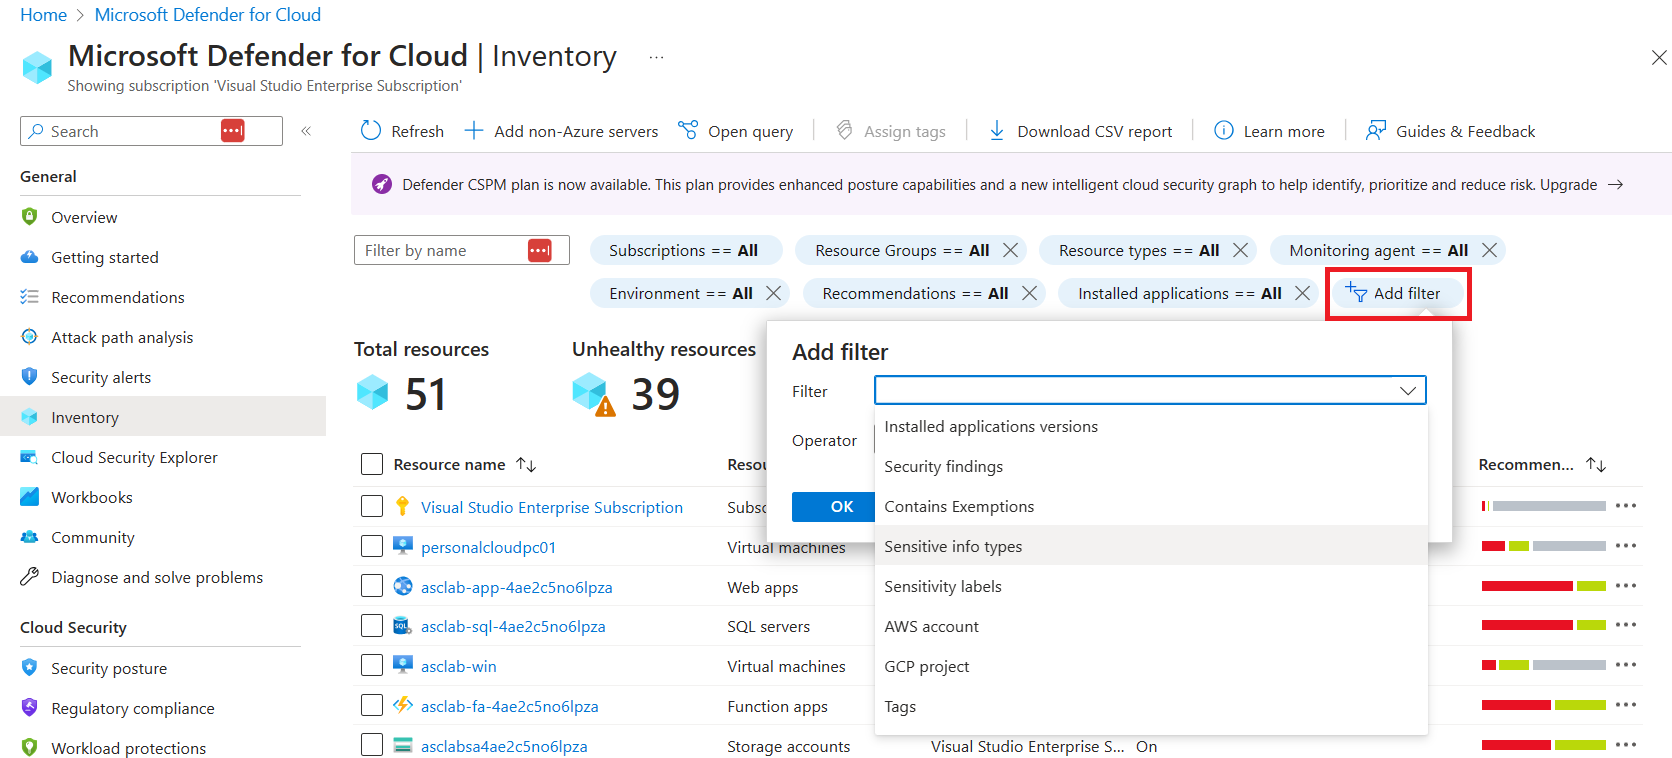 Home > Microsoft Defender for Cloud
Microsoft Defender for Cloud | Inventory ...
Showing subscription 'Visual Studio Enterprise Subscription'
Search
«
Refresh
Add non-Azure servers
Open query
Assign tags
Download CSV report
Learn more
Guides & Feedback
General
Overview
Getting started
Recommendations
Attack path analysis
Security alerts
Inventory
Cloud Security Explorer
Workbooks
Community
Diagnose and solve problems
Cloud Security
Security posture
Regulatory compliance
Workload protections
Defender CSPM plan is now available. This plan provides enhanced posture capabilities and a new intelligent cloud security graph to help identify, prioritize and reduce risk. Upgrade →
Filter by name
Subscriptions == All
Resource Groups == All
Resource types == All
Monitoring agent == All
Environment == All
Recommendations == All
Installed applications == All
Add filter
Total resources
51
Unhealthy resources
39
Add filter
Filter
Operator
OK
Installed applications versions
Security findings
Contains Exemptions
Sensitive info types
Sensitivity labels
AWS account
GCP project
Tags
Resource name ↑↓ Resou Recommen... ↑↓
Visual Studio Enterprise Subscription Subsc
personalcloudpc01 Virtual machines
asclab-app-4ae2c5no6lpza Web apps
SQL asclab-sql-4ae2c5no6lpza SQL servers
asclab-win Virtual machines
asclab-fa-4ae2c5no6lpza Function apps
asclabsa4ae2c5no6lpza Storage accounts Visual Studio Enterprise S... On